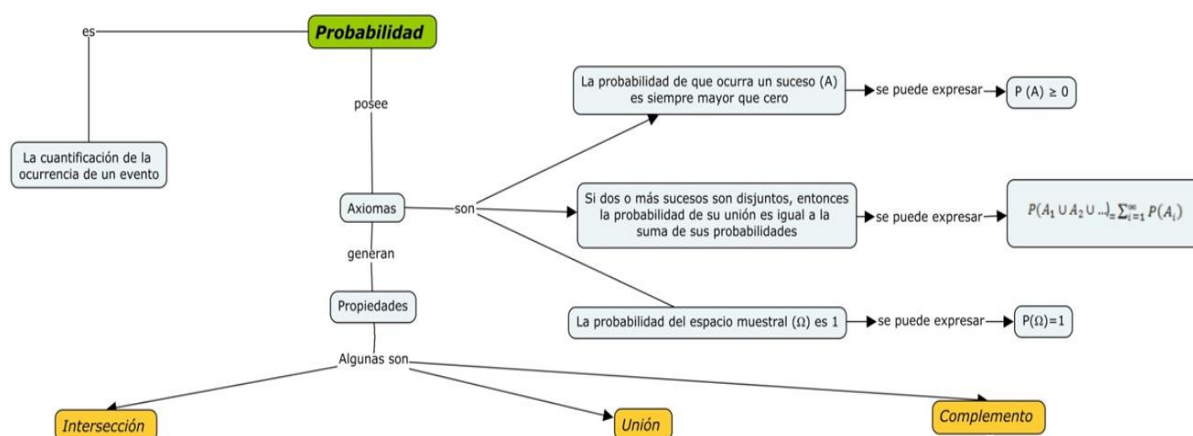 es
Probabilidad
posee
La cuantificación de la
ocurrencia de un evento
Axiomas
son
La probabilidad de que ocurra un suceso (A)
es siempre mayor que cero
se puede expresar
P (A) ≥ 0
Si dos o más sucesos son disjuntos, entonces
la probabilidad de su unión es igual a la
suma de sus probabilidades
se puede expresar
P(A₁ ∪ A₂ ∪ ...)= ∑ᵢ₌₁^∞ P(Aᵢ)
La probabilidad del espacio muestral (Ω) es 1
se puede expresar
P(Ω)=1
generan
Propiedades
Algunas son
Intersección
Unión
Complemento